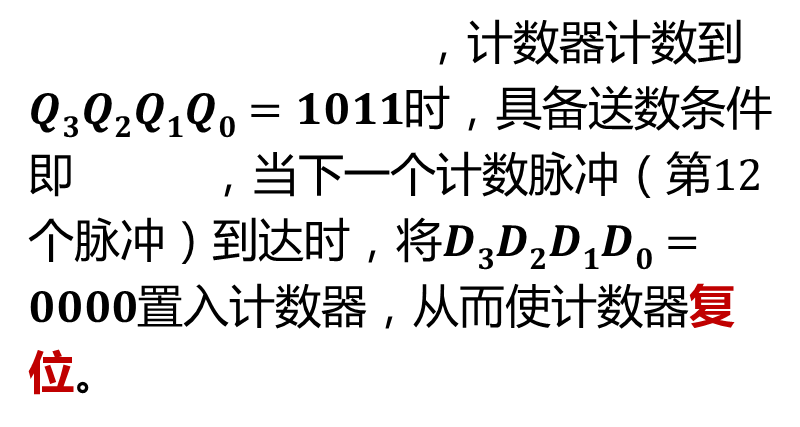 ，计数器计数到
Q₃Q₂Q₁Q₀ = 1011时，具备送数条件
即 ，当下一个计数脉冲（第12
个脉冲）到达时，将D₃D₂D₁D₀ =
0000置入计数器，从而使计数器复
位。